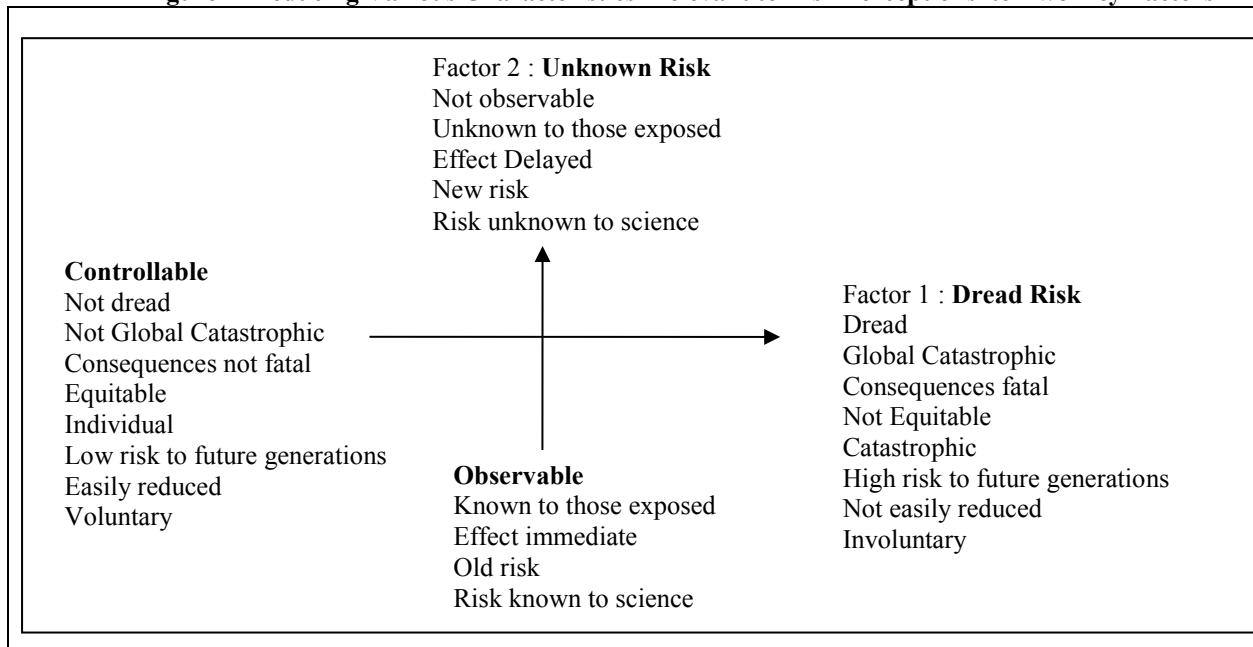 Factor 2 : Unknown Risk
Not observable
Unknown to those exposed
Effect Delayed
New risk
Risk unknown to science
Controllable
Not dread
Not Global Catastrophic
Consequences not fatal
Equitable
Individual
Low risk to future generations
Easily reduced
Voluntary
Factor 1 : Dread Risk
Dread
Global Catastrophic
Consequences fatal
Not Equitable
Catastrophic
High risk to future generations
Not easily reduced
Involuntary
Observable
Known to those exposed
Effect immediate
Old risk
Risk known to science